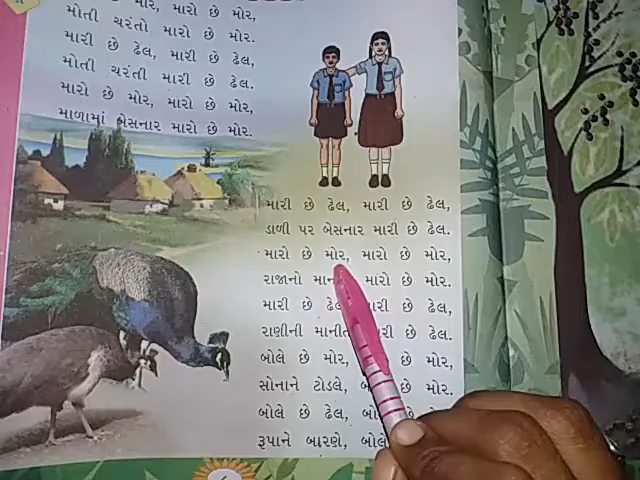 મોર, મારો છે મોર,
મોતી ચરંતો મારો છે મોર.
મારી છે ઢેલ, મારી છે ઢેલ,
મોતી ચરંતી મારી છે ઢેલ.
મારો છે મોર, મારો છે મોર,
માળામાં બેસનાર મારો છે મોર.
મારી છે ઢેલ, મારી છે ઢેલ,
ડાળી પર બેસનાર મારી છે ઢેલ.
મારો છે મોર, મારો છે મોર,
રાજાનો મારો છે મોર.
મારી છે ઢેલ, મારી છે ઢેલ,
રાણીની માનીતી મારી છે ઢેલ.
બોલે છે મોર, છે મોર,
સોનાને ટોડલે, છે મોર.
બોલે છે ઢેલ,
રૂપાને બારણે, બોલે